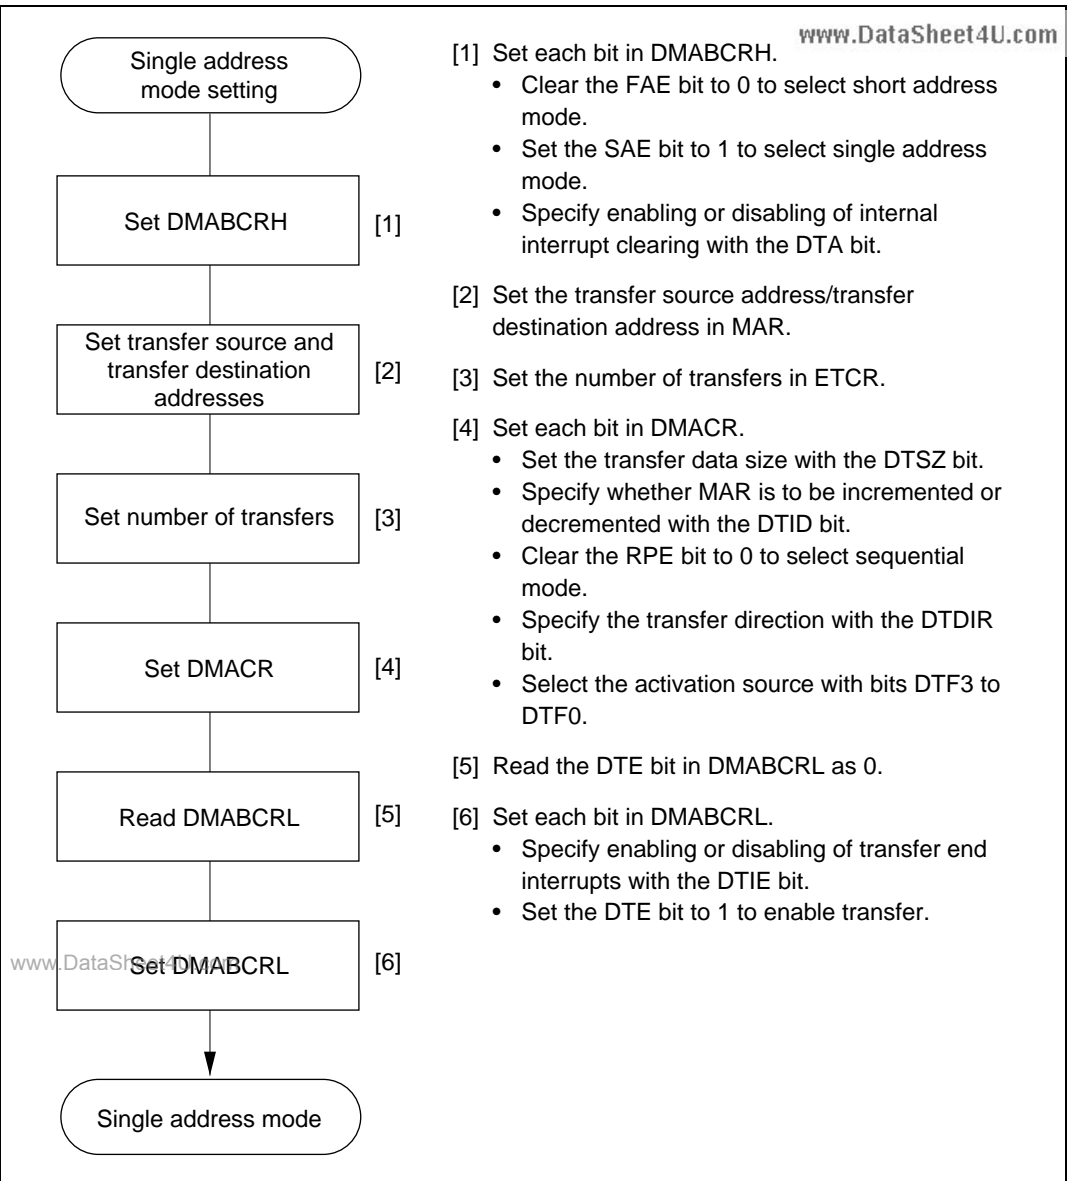 www.DataSheet4U.com
Single address
mode setting
Set DMABCRH
[1]
Set transfer source and
transfer destination
addresses
[2]
Set number of transfers
[3]
Set DMACR
[4]
Read DMABCRL
[5]
Set DMABCRL
[6]
www.DataSheet4U.com
Single address mode
[1] Set each bit in DMABCRH.
• Clear the FAE bit to 0 to select short address
mode.
• Set the SAE bit to 1 to select single address
mode.
• Specify enabling or disabling of internal
interrupt clearing with the DTA bit.
[2] Set the transfer source address/transfer
destination address in MAR.
[3] Set the number of transfers in ETCR.
[4] Set each bit in DMACR.
• Set the transfer data size with the DTSZ bit.
• Specify whether MAR is to be incremented or
decremented with the DTID bit.
• Clear the RPE bit to 0 to select sequential
mode.
• Specify the transfer direction with the DTDIR
bit.
• Select the activation source with bits DTF3 to
DTF0.
[5] Read the DTE bit in DMABCRL as 0.
[6] Set each bit in DMABCRL.
• Specify enabling or disabling of transfer end
interrupts with the DTIE bit.
• Set the DTE bit to 1 to enable transfer.